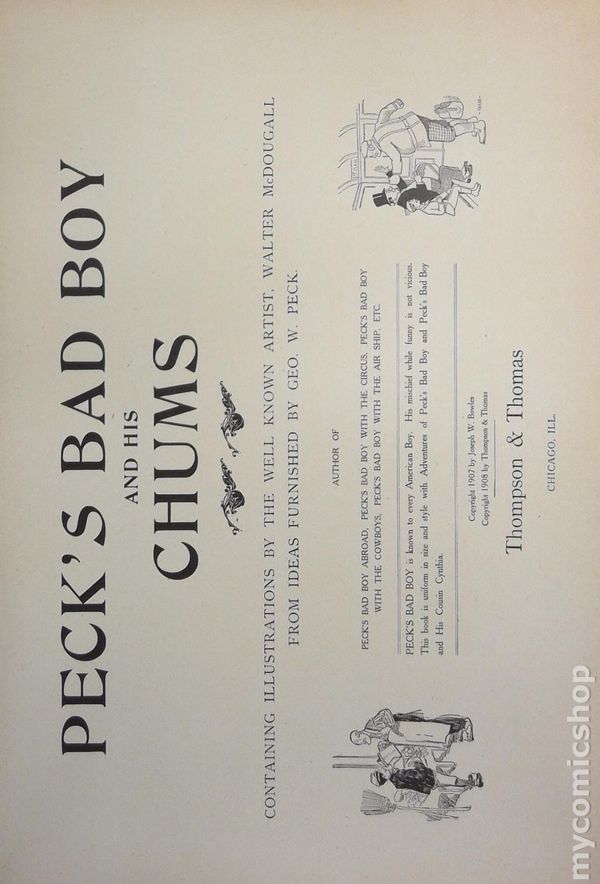 PECK'S BAD BOY
AND HIS
CHUMS
CONTAINING ILLUSTRATIONS BY THE WELL KNOWN ARTIST, WALTER McDOUGALL
FROM IDEAS FURNISHED BY GEO. W. PECK.
AUTHOR OF
PECK'S BAD BOY ABROAD, PECK'S BAD BOY WITH THE CIRCUS, PECK'S BAD BOY
WITH THE COWBOYS, PECK'S BAD BOY WITH THE AIR SHIP, ETC.
PECK'S BAD BOY is known to every American Boy. His mischief while funny is not vicious.
This book is uniform in size and style with Adventures of Peck's Bad Boy and Peck's Bad Boy
and His Cousin Cynthia.
Copyright 1907 by Joseph W. Bowles
Copyright 1908 by Thompson & Thomas
Thompson & Thomas
CHICAGO, ILL.
mycomicshop